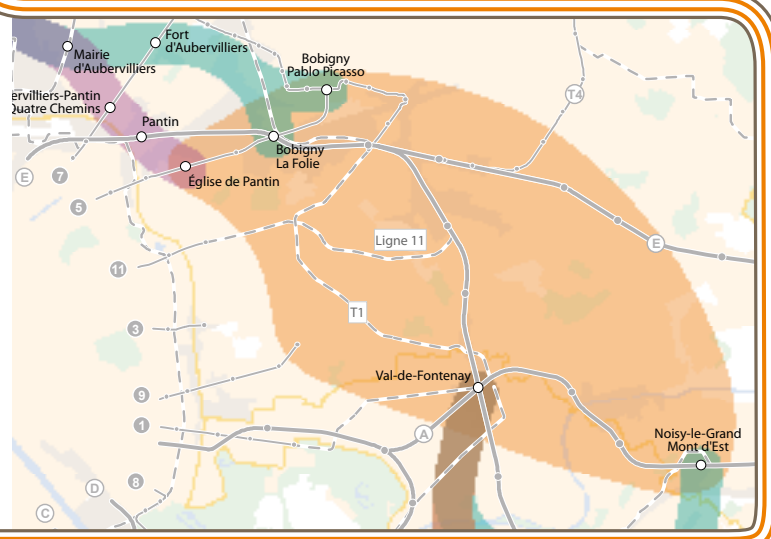 Fort
d'Aubervilliers
Mairie
d'Aubervilliers
Bobigny
Pablo Picasso
T4
ervilliers-Pantin
Quatre Chemins
Pantin
Bobigny
La Folie
Église de Pantin
E
7
5
Ligne 11
E
11
T1
3
Val-de-Fontenay
9
1
A
Noisy-le-Grand
Mont d'Est
8
D
C